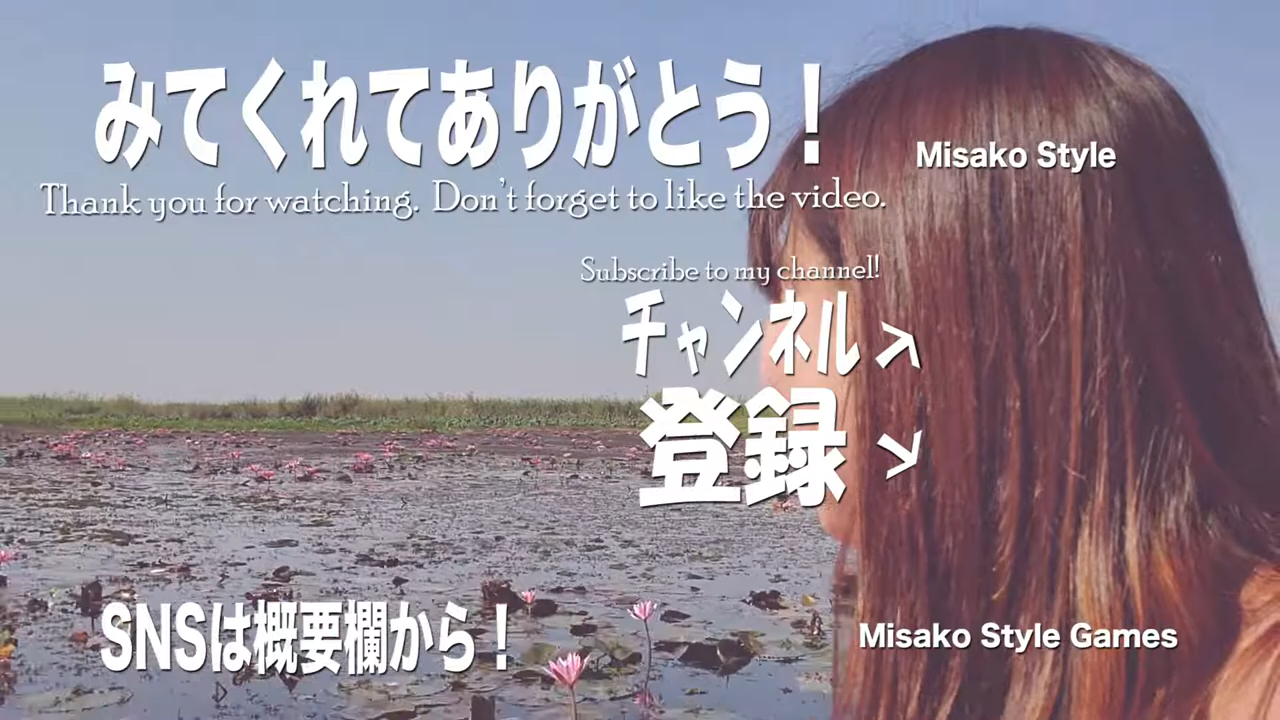 みてくれてありがとう！
Misako Style
Thank you for watching. Don't forget to like the video.
Subscribe to my channel!
チャンネル
登録
SNSは概要欄から！
Misako Style Games